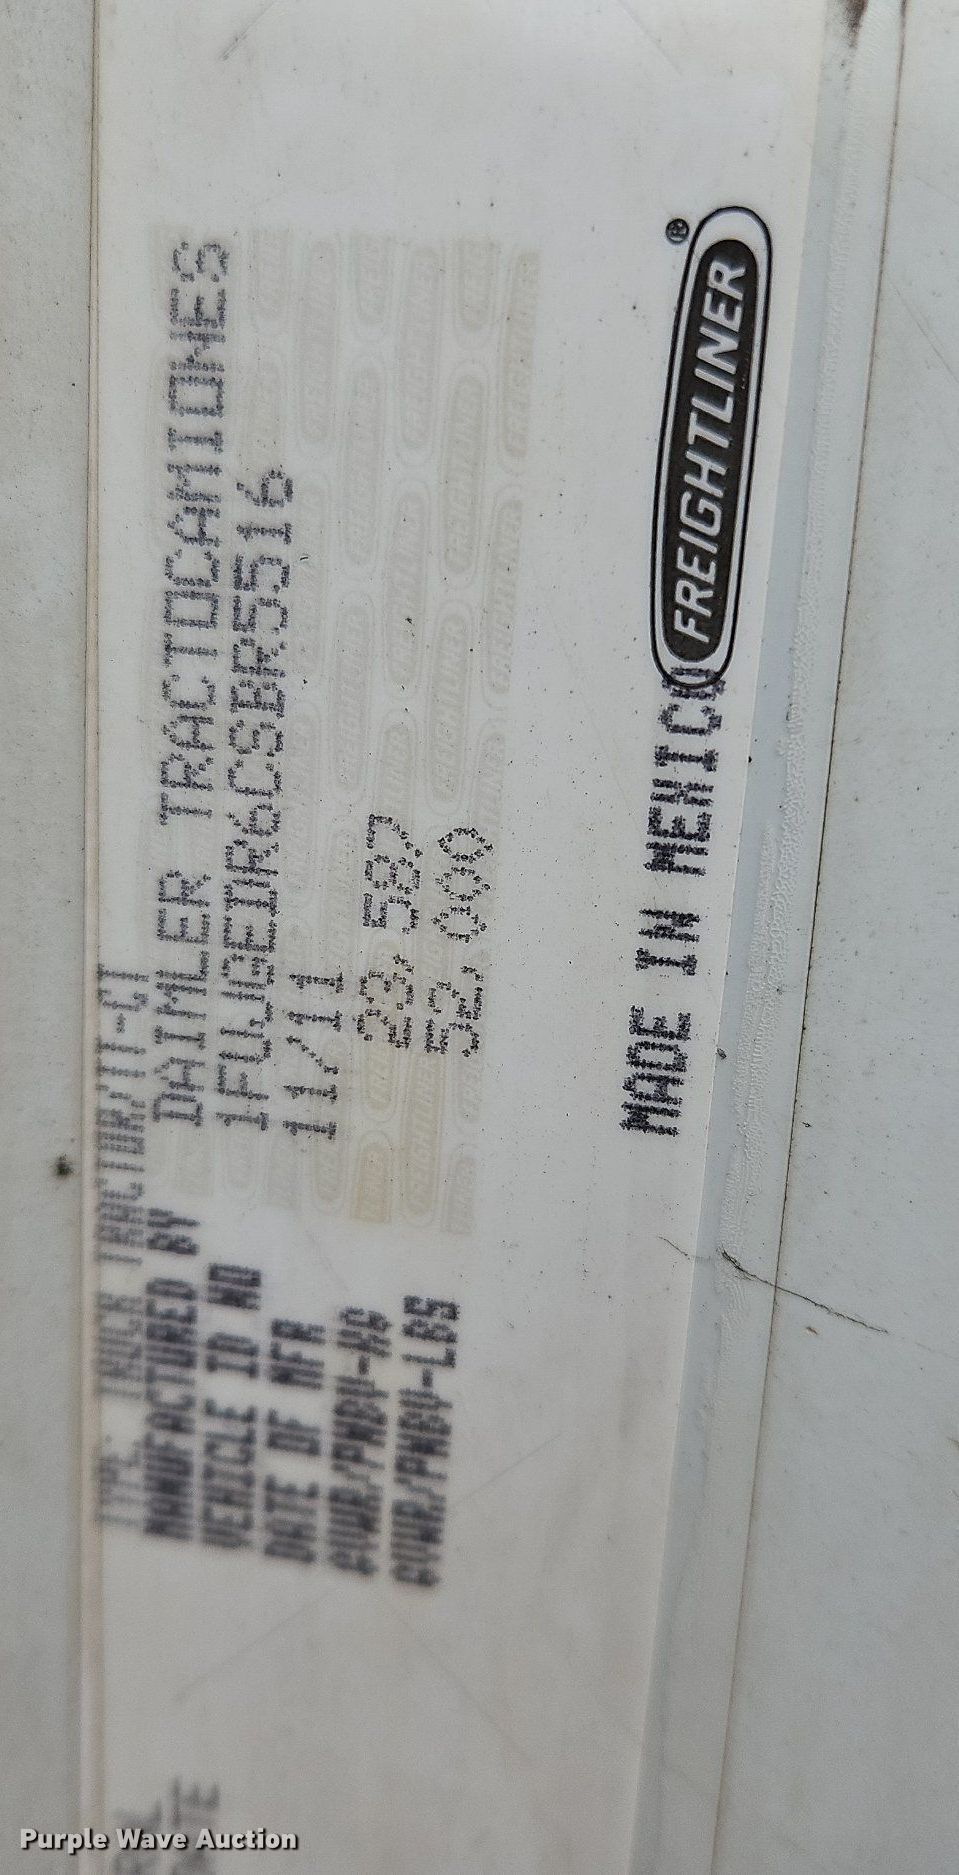 TYPE: TRUCK TRACTOR/TT-CT
MANUFACTURED BY DAIMLER TRACTOCAMIONES
VEHICLE ID NO 1FUJGEDR6CSBR5516
DATE OF MFR 11/11
GVWR/PNBV-KG 23,587
GVWR/PNBV-LBS 52,000
MADE IN MEXICO
FREIGHTLINER®
Purple Wave Auction